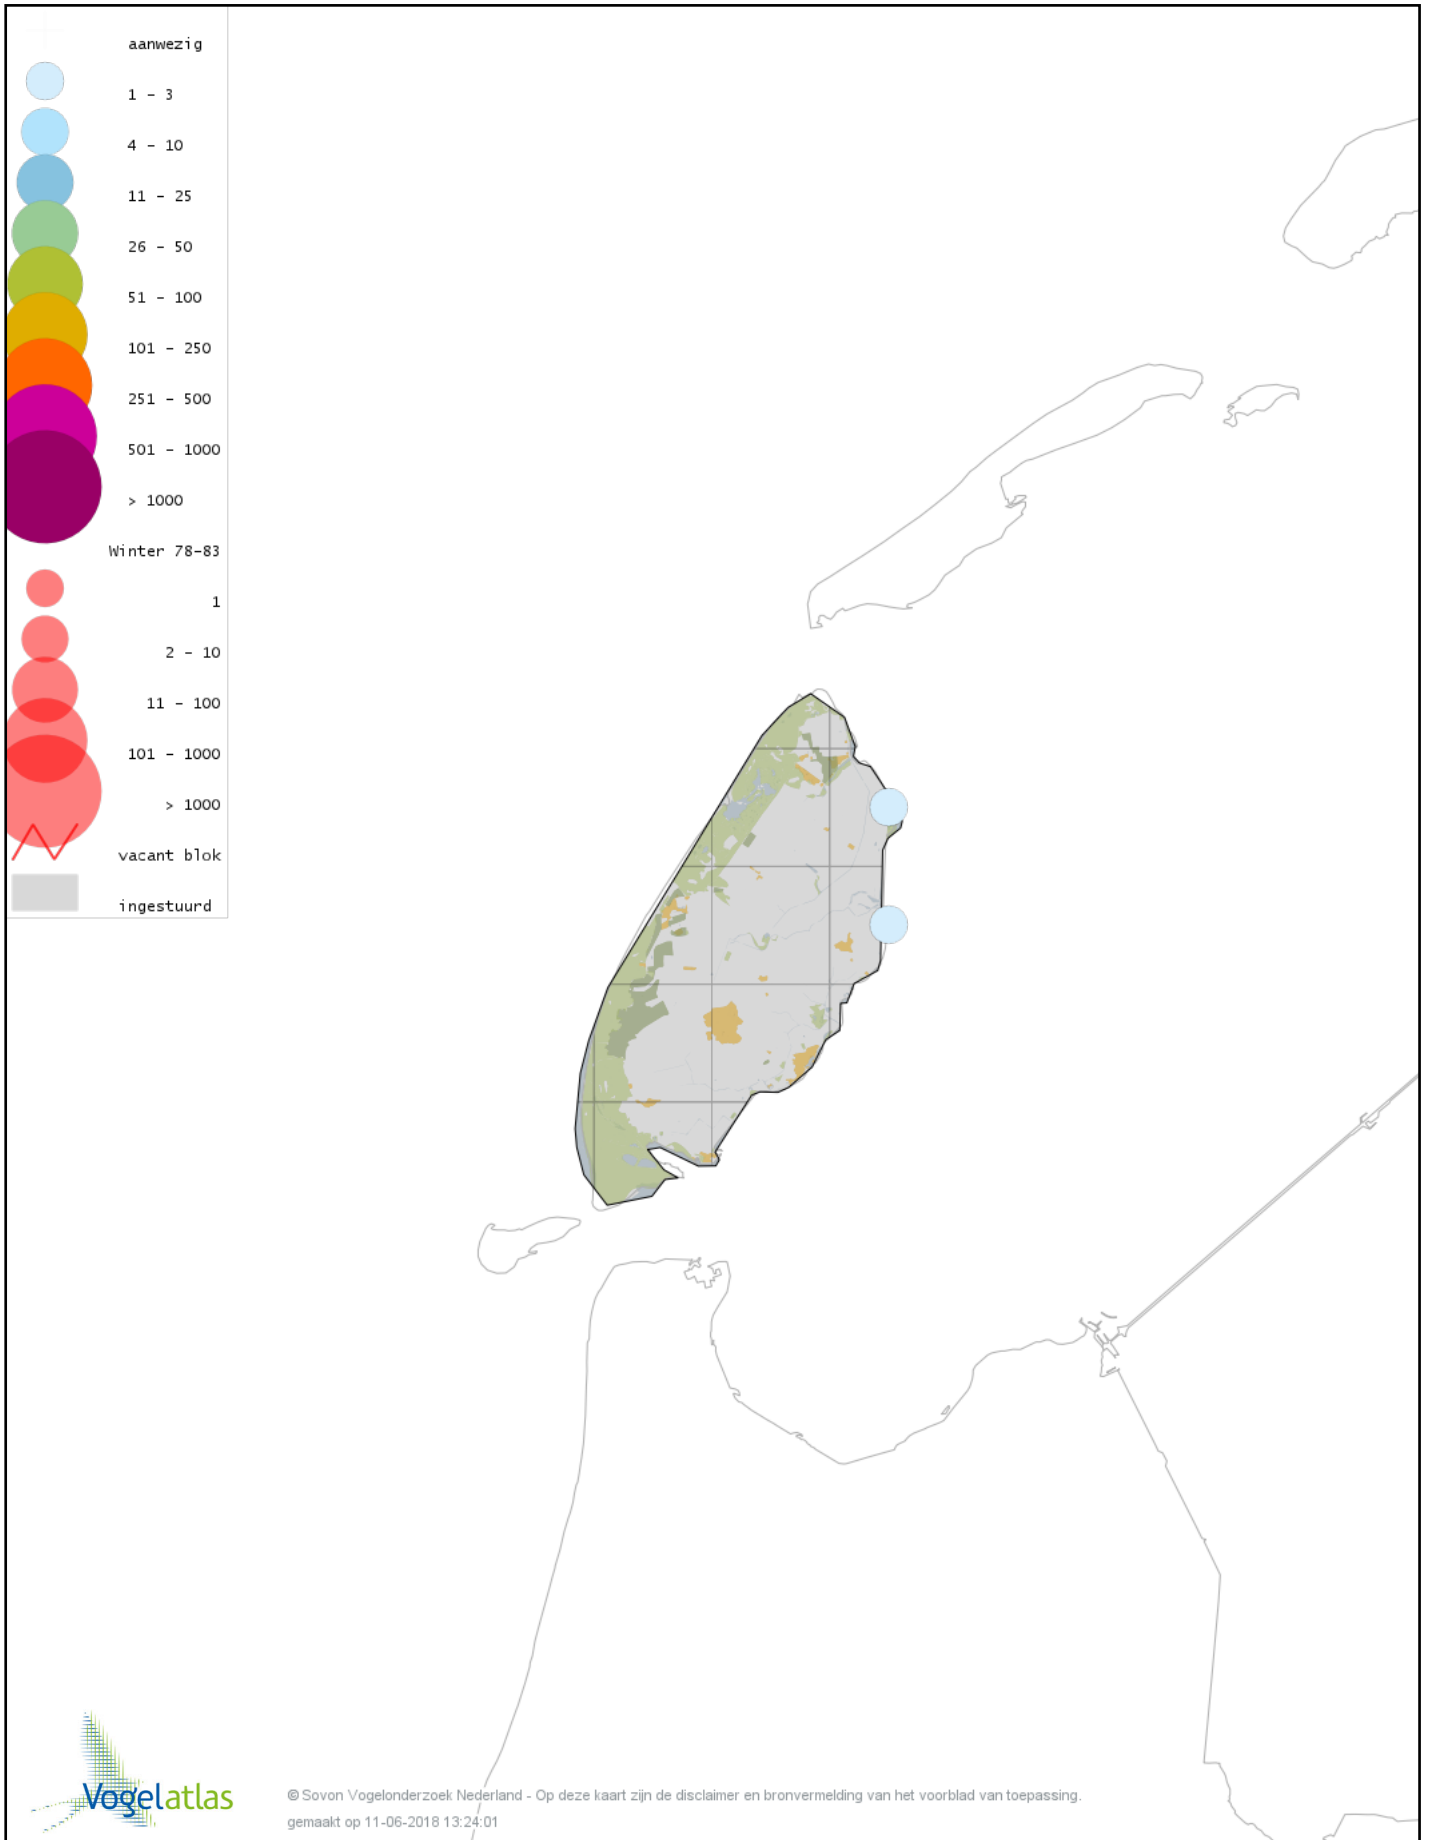 aanwezig
1 - 3
4 - 10
11 - 25
26 - 50
51 - 100
101 - 250
251 - 500
501 - 1000
> 1000
Winter 78-83
1
2 - 10
11 - 100
101 - 1000
> 1000
vacant blok
ingestuurd
Vogelatlas
© Sovon Vogelonderzoek Nederland - Op deze kaart zijn de disclaimer en bronvermelding van het voorblad van toepassing.
gemaakt op 11-06-2018 13:24:01